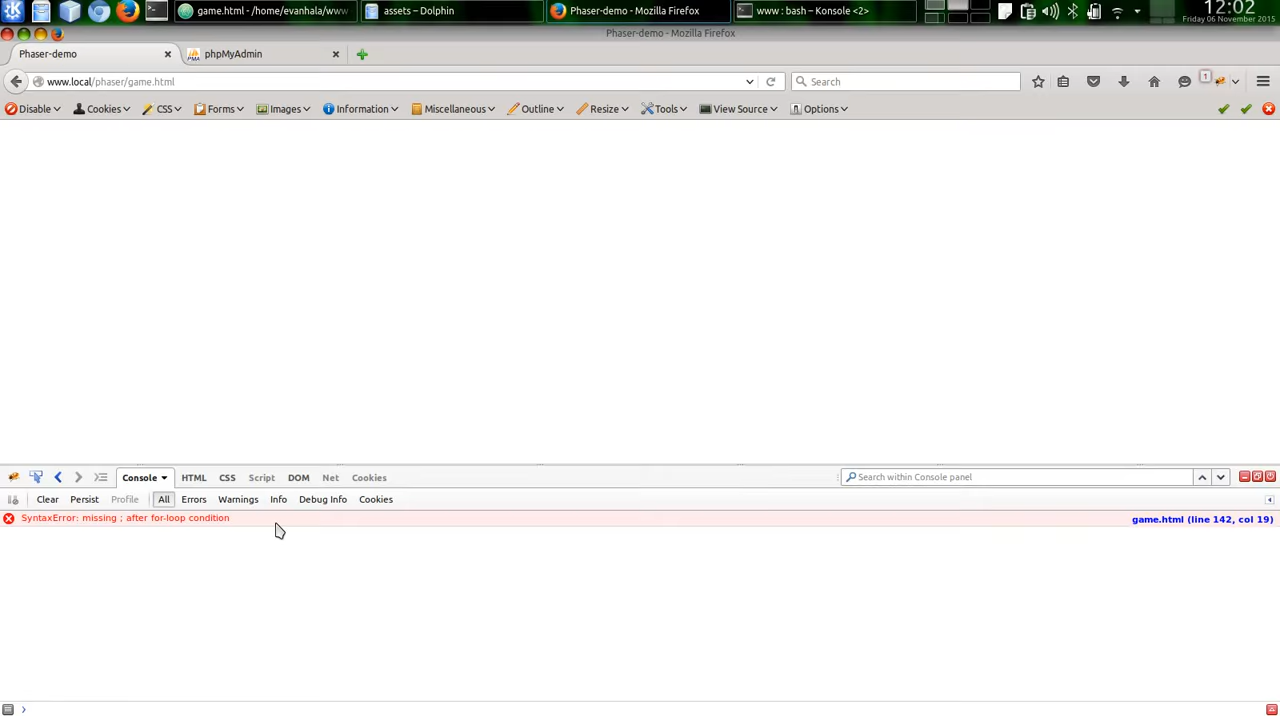 game.html - /home/evanhala/www
assets – Dolphin
Phaser-demo - Mozilla Firefox
www : bash – Konsole <2>
12:02
Friday 06 November 2015
Phaser-demo - Mozilla Firefox
Phaser-demo
phpMyAdmin
www.local/phaser/game.html
Search
1
Disable
Cookies
CSS
Forms
Images
Information
Miscellaneous
Outline
Resize
Tools
View Source
Options
Console
HTML
CSS
Script
DOM
Net
Cookies
Search within Console panel
Clear
Persist
Profile
All
Errors
Warnings
Info
Debug Info
Cookies
SyntaxError: missing ; after for-loop condition
game.html (line 142, col 19)